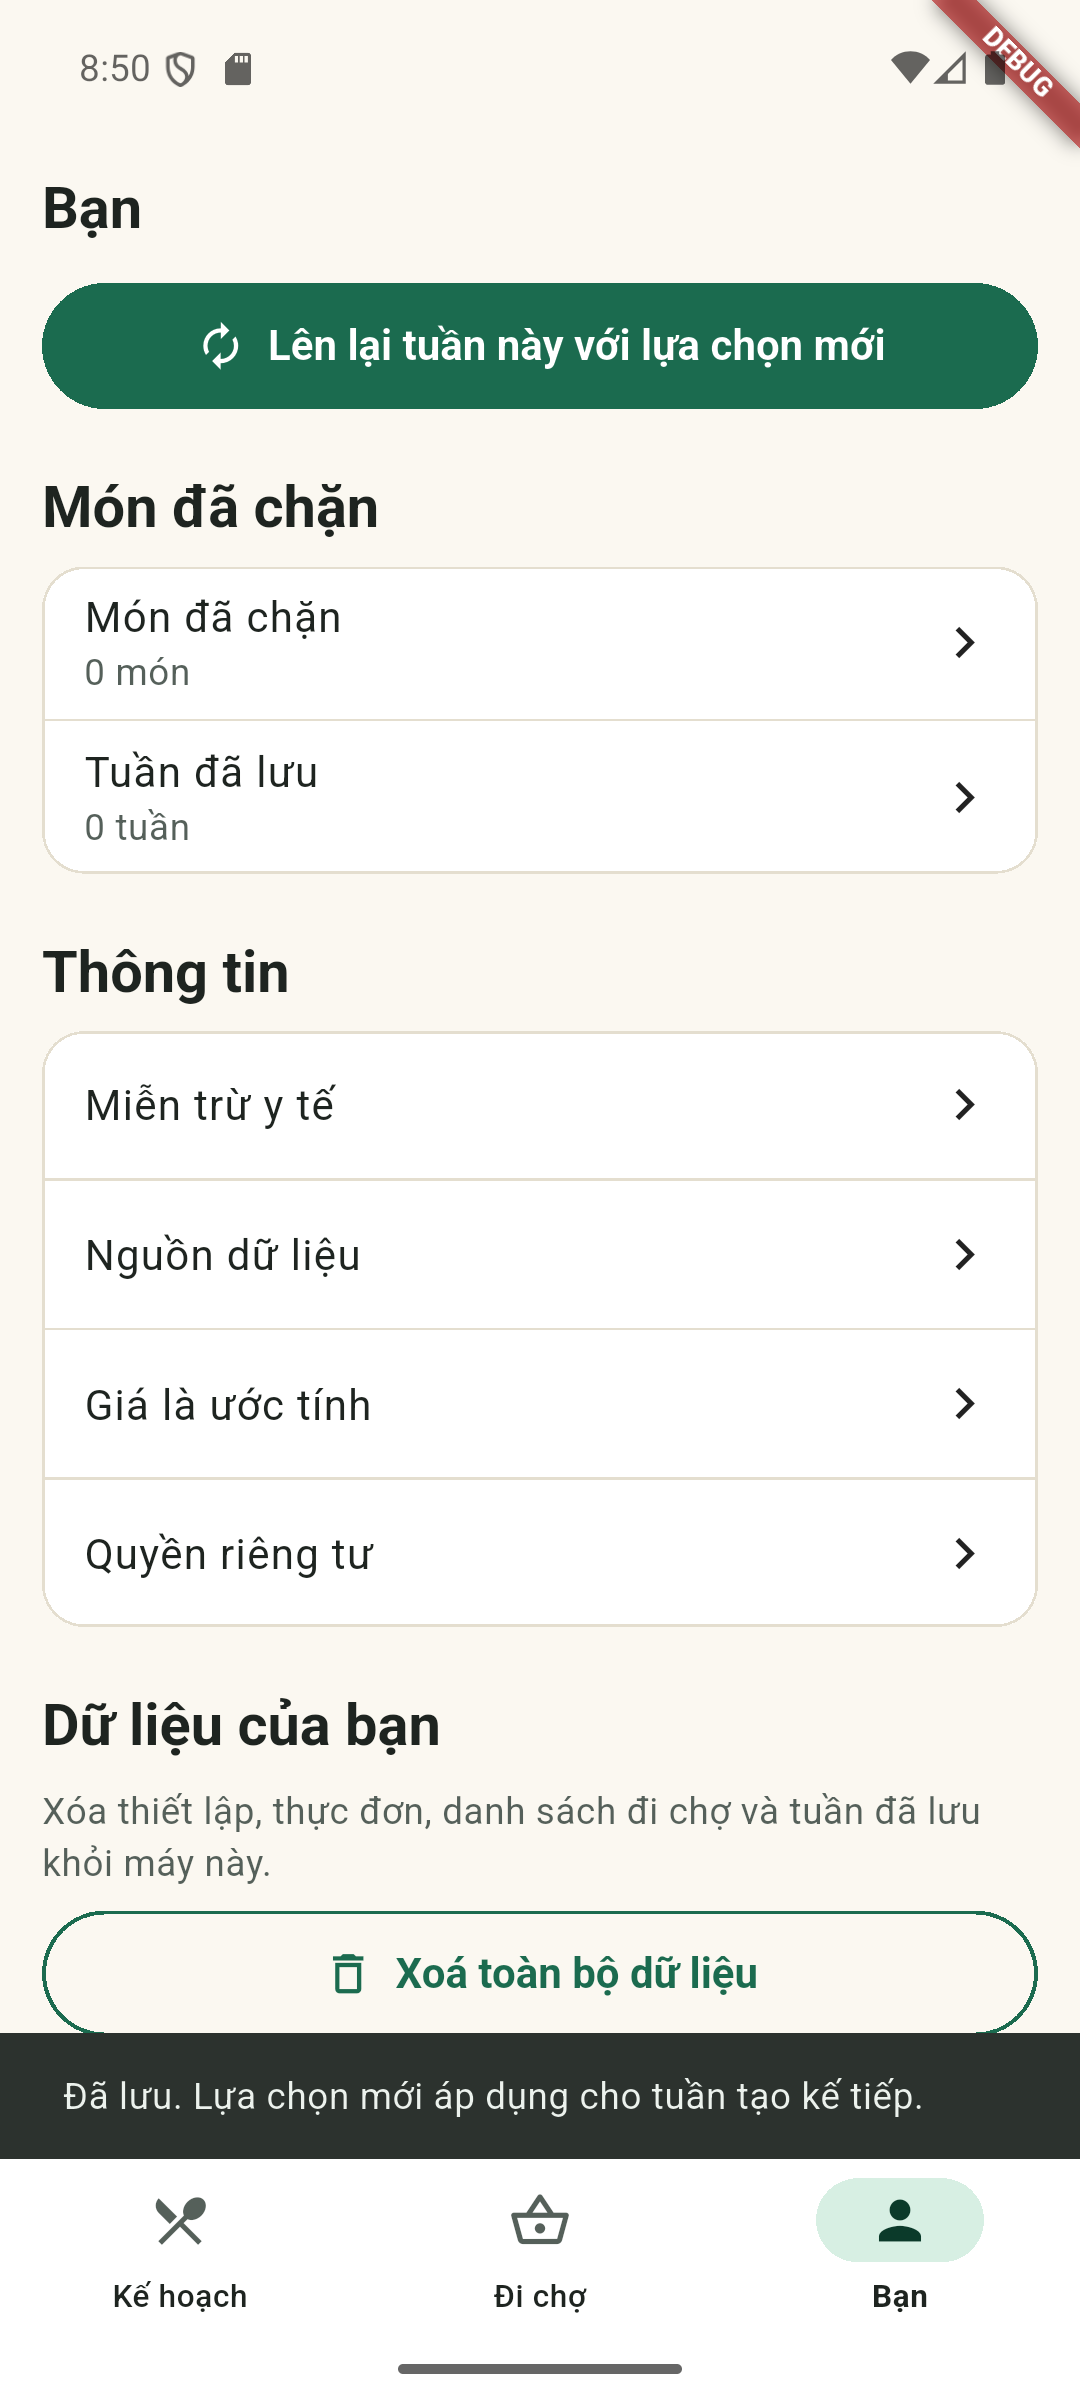 8:50
DEBUG
Bạn
Lên lại tuần này với lựa chọn mới
Món đã chặn
Món đã chặn
0 món
Tuần đã lưu
0 tuần
Thông tin
Miễn trừ y tế
Nguồn dữ liệu
Giá là ước tính
Quyền riêng tư
Dữ liệu của bạn
Xóa thiết lập, thực đơn, danh sách đi chợ và tuần đã lưu
khỏi máy này.
Xoá toàn bộ dữ liệu
Đã lưu. Lựa chọn mới áp dụng cho tuần tạo kế tiếp.
Kế hoạch
Đi chợ
Bạn